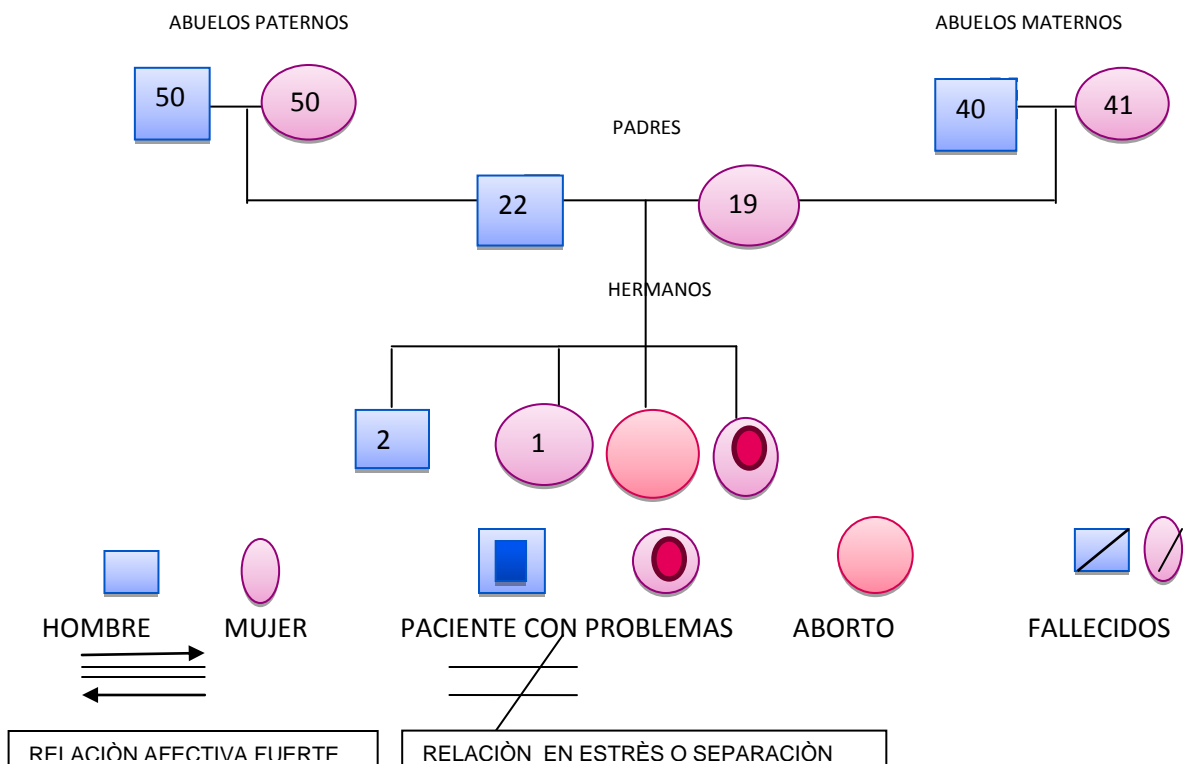 ABUELOS PATERNOS
ABUELOS MATERNOS
50
50
40
41
PADRES
22
19
HERMANOS
2
1
HOMBRE
MUJER
PACIENTE CON PROBLEMAS
ABORTO
FALLECIDOS
RELACIÒN AFECTIVA FUERTE
RELACIÒN EN ESTRÈS O SEPARACIÒN